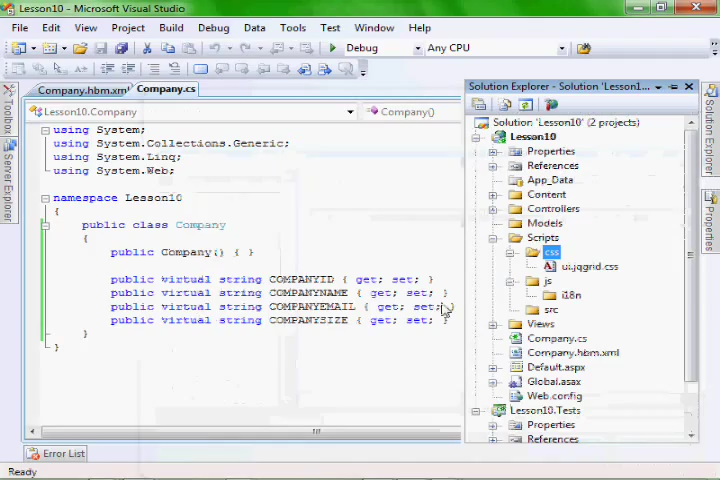 Lesson10 - Microsoft Visual Studio
File Edit View Project Build Debug Data Tools Test Window Help
Debug Any CPU
Company.hbm.xml Company.cs
Lesson10.Company Company()
using System;
using System.Collections.Generic;
using System.Linq;
using System.Web;
namespace Lesson10
{
public class Company
{
public Company() { }
public virtual string COMPANYID { get; set; }
public virtual string COMPANYNAME { get; set; }
public virtual string COMPANYEMAIL { get; set; }
public virtual string COMPANYSIZE { get; set; }
}
}
Toolbox
Server Explorer
Solution Explorer - Solution 'Lesson1...
Solution 'Lesson10' (2 projects)
Lesson10
Properties
References
App_Data
Content
Controllers
Models
Scripts
css
ui.jqgrid.css
js
i18n
src
Views
Company.cs
Company.hbm.xml
Default.aspx
Global.asax
Web.config
Lesson10.Tests
Properties
References
Solution Explorer
Properties
Error List
Ready